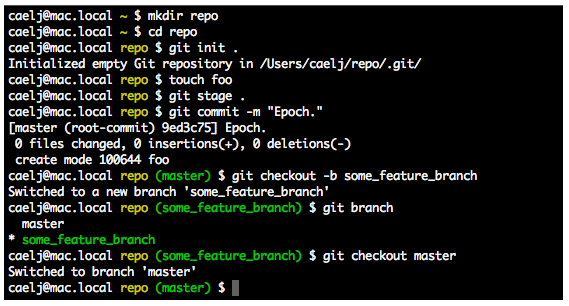 caelj@mac.local ~ $ mkdir repo
caelj@mac.local ~ $ cd repo
caelj@mac.local repo $ git init .
Initialized empty Git repository in /Users/caelj/repo/.git/
caelj@mac.local repo $ touch foo
caelj@mac.local repo $ git stage .
caelj@mac.local repo $ git commit -m "Epoch."
[master (root-commit) 9ed3c75] Epoch.
 0 files changed, 0 insertions(+), 0 deletions(-)
 create mode 100644 foo
caelj@mac.local repo (master) $ git checkout -b some_feature_branch
Switched to a new branch 'some_feature_branch'
caelj@mac.local repo (some_feature_branch) $ git branch
  master
* some_feature_branch
caelj@mac.local repo (some_feature_branch) $ git checkout master
Switched to branch 'master'
caelj@mac.local repo (master) $